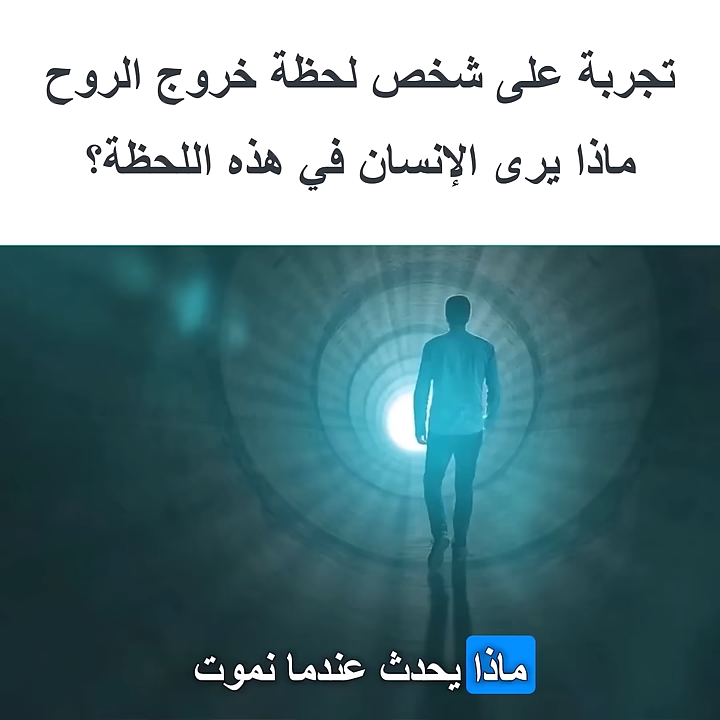 تجربة على شخص لحظة خروج الروح
ماذا يرى الإنسان في هذه اللحظة؟
ماذا يحدث عندما نموت